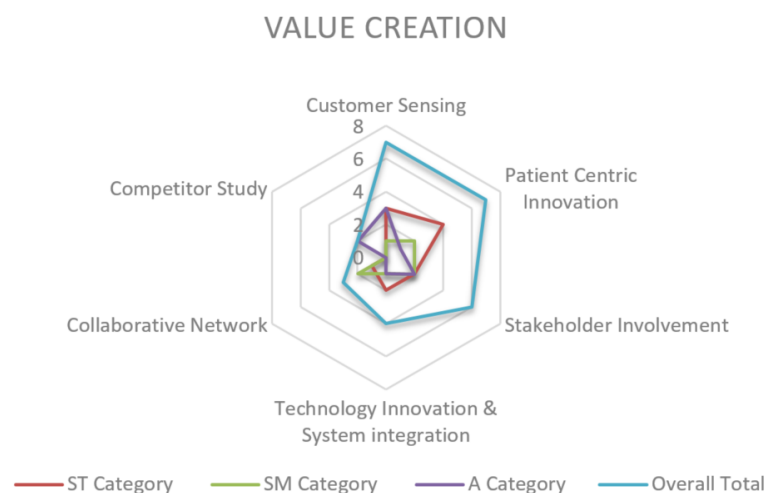 VALUE CREATION
Customer Sensing
8
6
4
2
0
Patient Centric
Innovation
Stakeholder Involvement
Technology Innovation &
System integration
Collaborative Network
Competitor Study
ST Category
SM Category
A Category
Overall Total